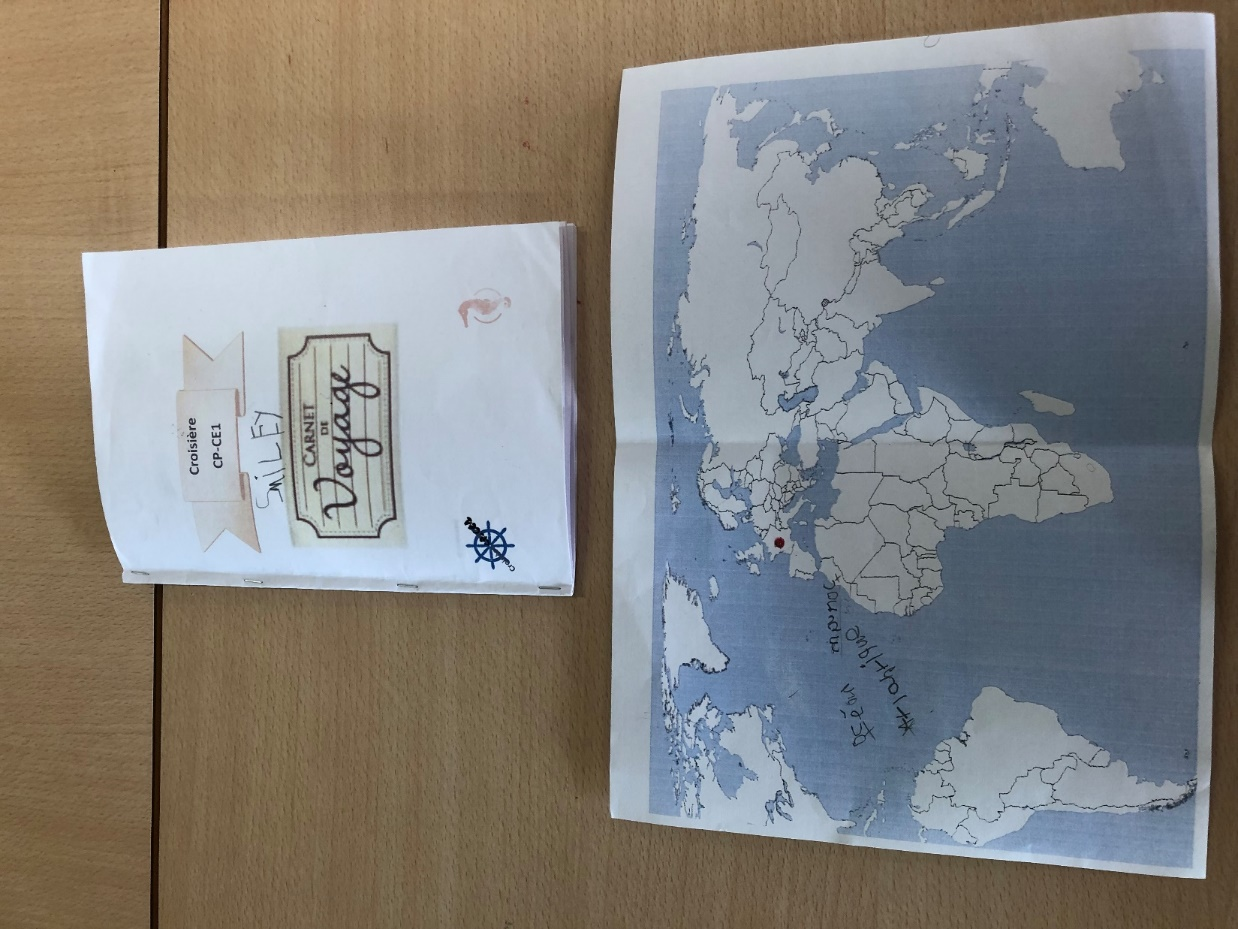 Croisière
CP-CE1
SMiLEY
CARNET
DE
Voyage
océan
Atlantique